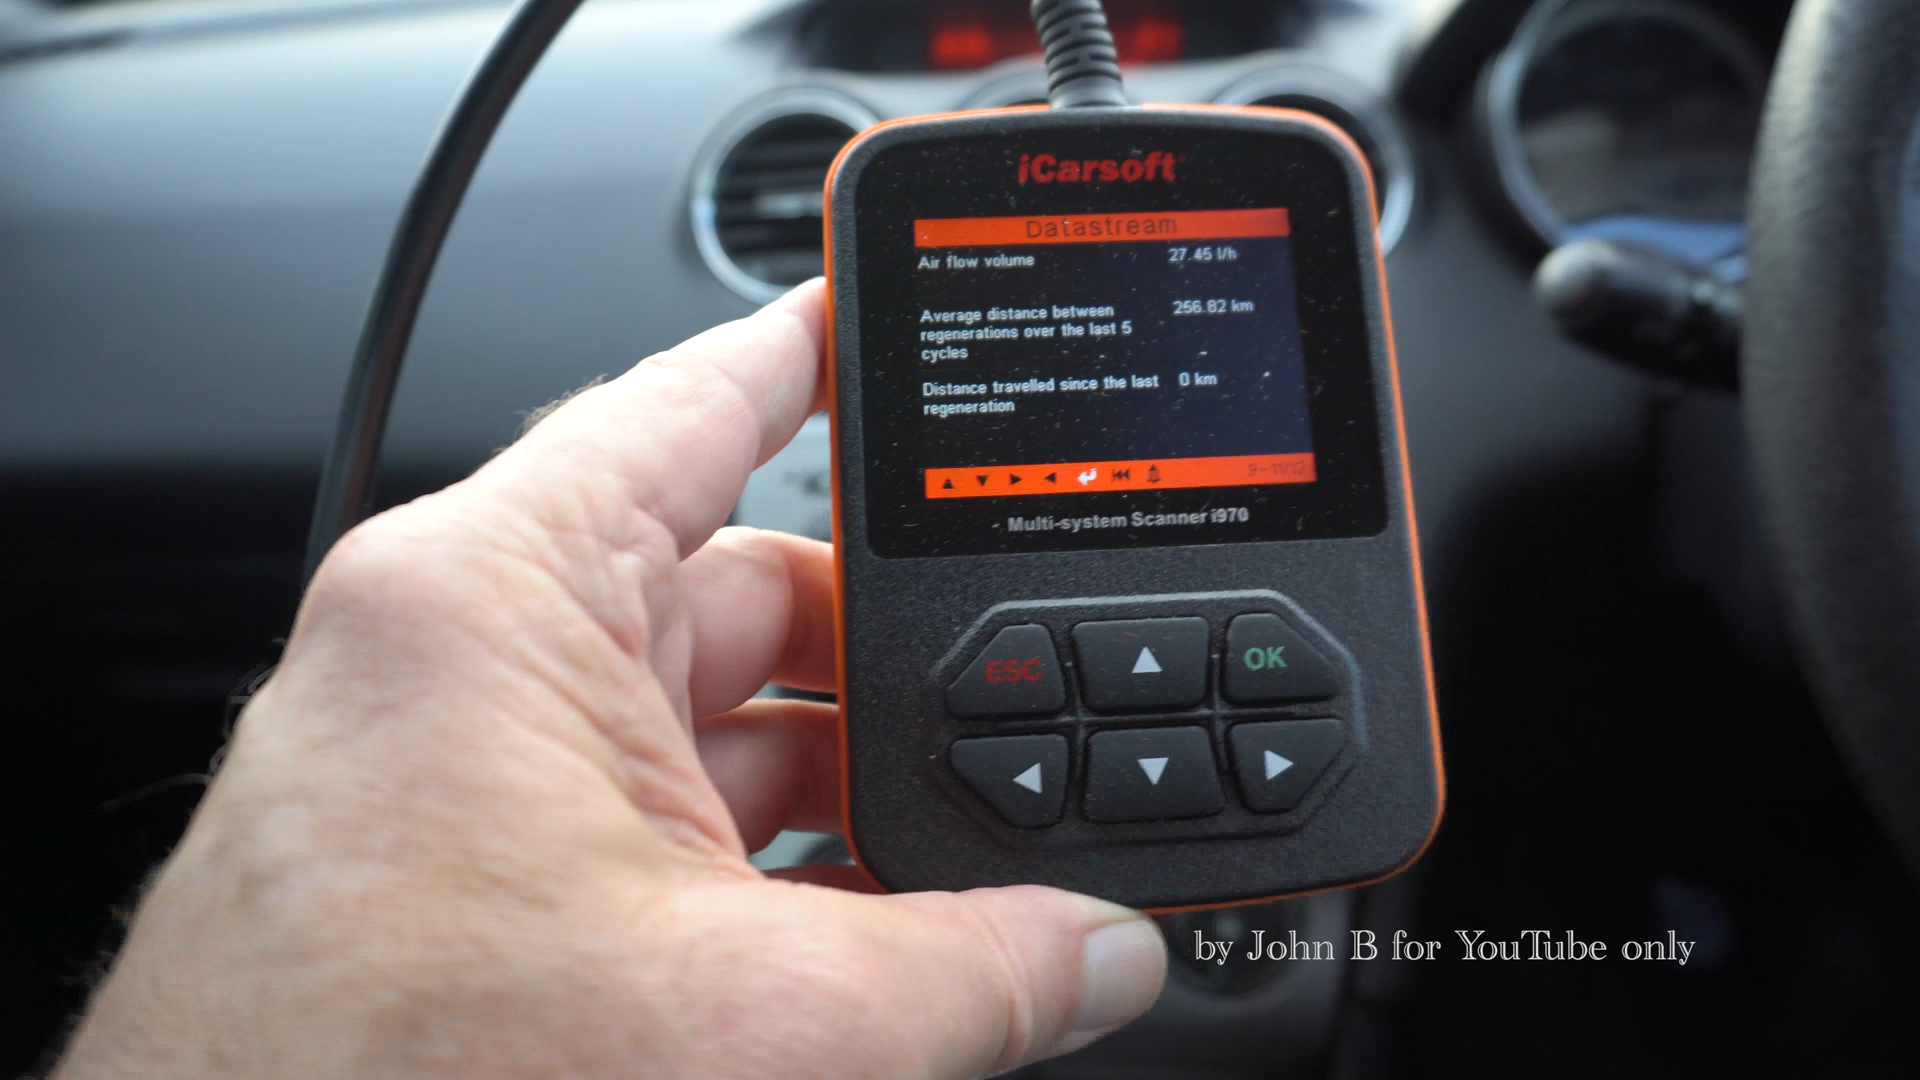 iCarsoft
Datastream
Air flow volume 27.45 l/h
Average distance between 256.82 km
regenerations over the last 5
cycles
Distance travelled since the last 0 km
regeneration
Multi-system Scanner i970
ESC
OK
by John B for YouTube only